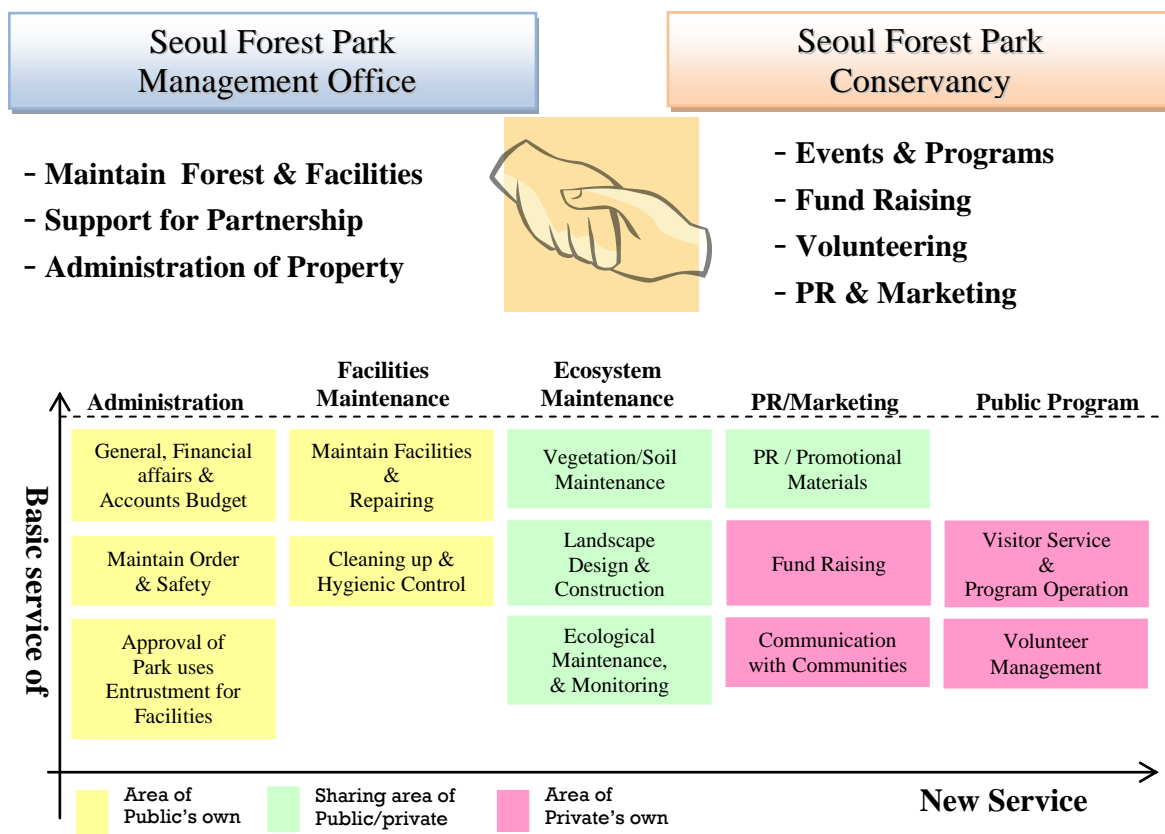 Seoul Forest Park
Management Office
Seoul Forest Park
Conservancy
- Maintain Forest & Facilities
- Support for Partnership
- Administration of Property
- Events & Programs
- Fund Raising
- Volunteering
- PR & Marketing
Basic service of
Administration
General, Financial
affairs &
Accounts Budget
Maintain Order
& Safety
Approval of
Park uses
Entrustment for
Facilities
Facilities
Maintenance
Maintain Facilities
&
Repairing
Cleaning up &
Hygienic Control
Ecosystem
Maintenance
Vegetation/Soil
Maintenance
Landscape
Design &
Construction
Ecological
Maintenance,
& Monitoring
PR/Marketing
PR / Promotional
Materials
Fund Raising
Communication
with Communities
Public Program
Visitor Service
&
Program Operation
Volunteer
Management
Area of
Public's own
Sharing area of
Public/private
Area of
Private's own
New Service